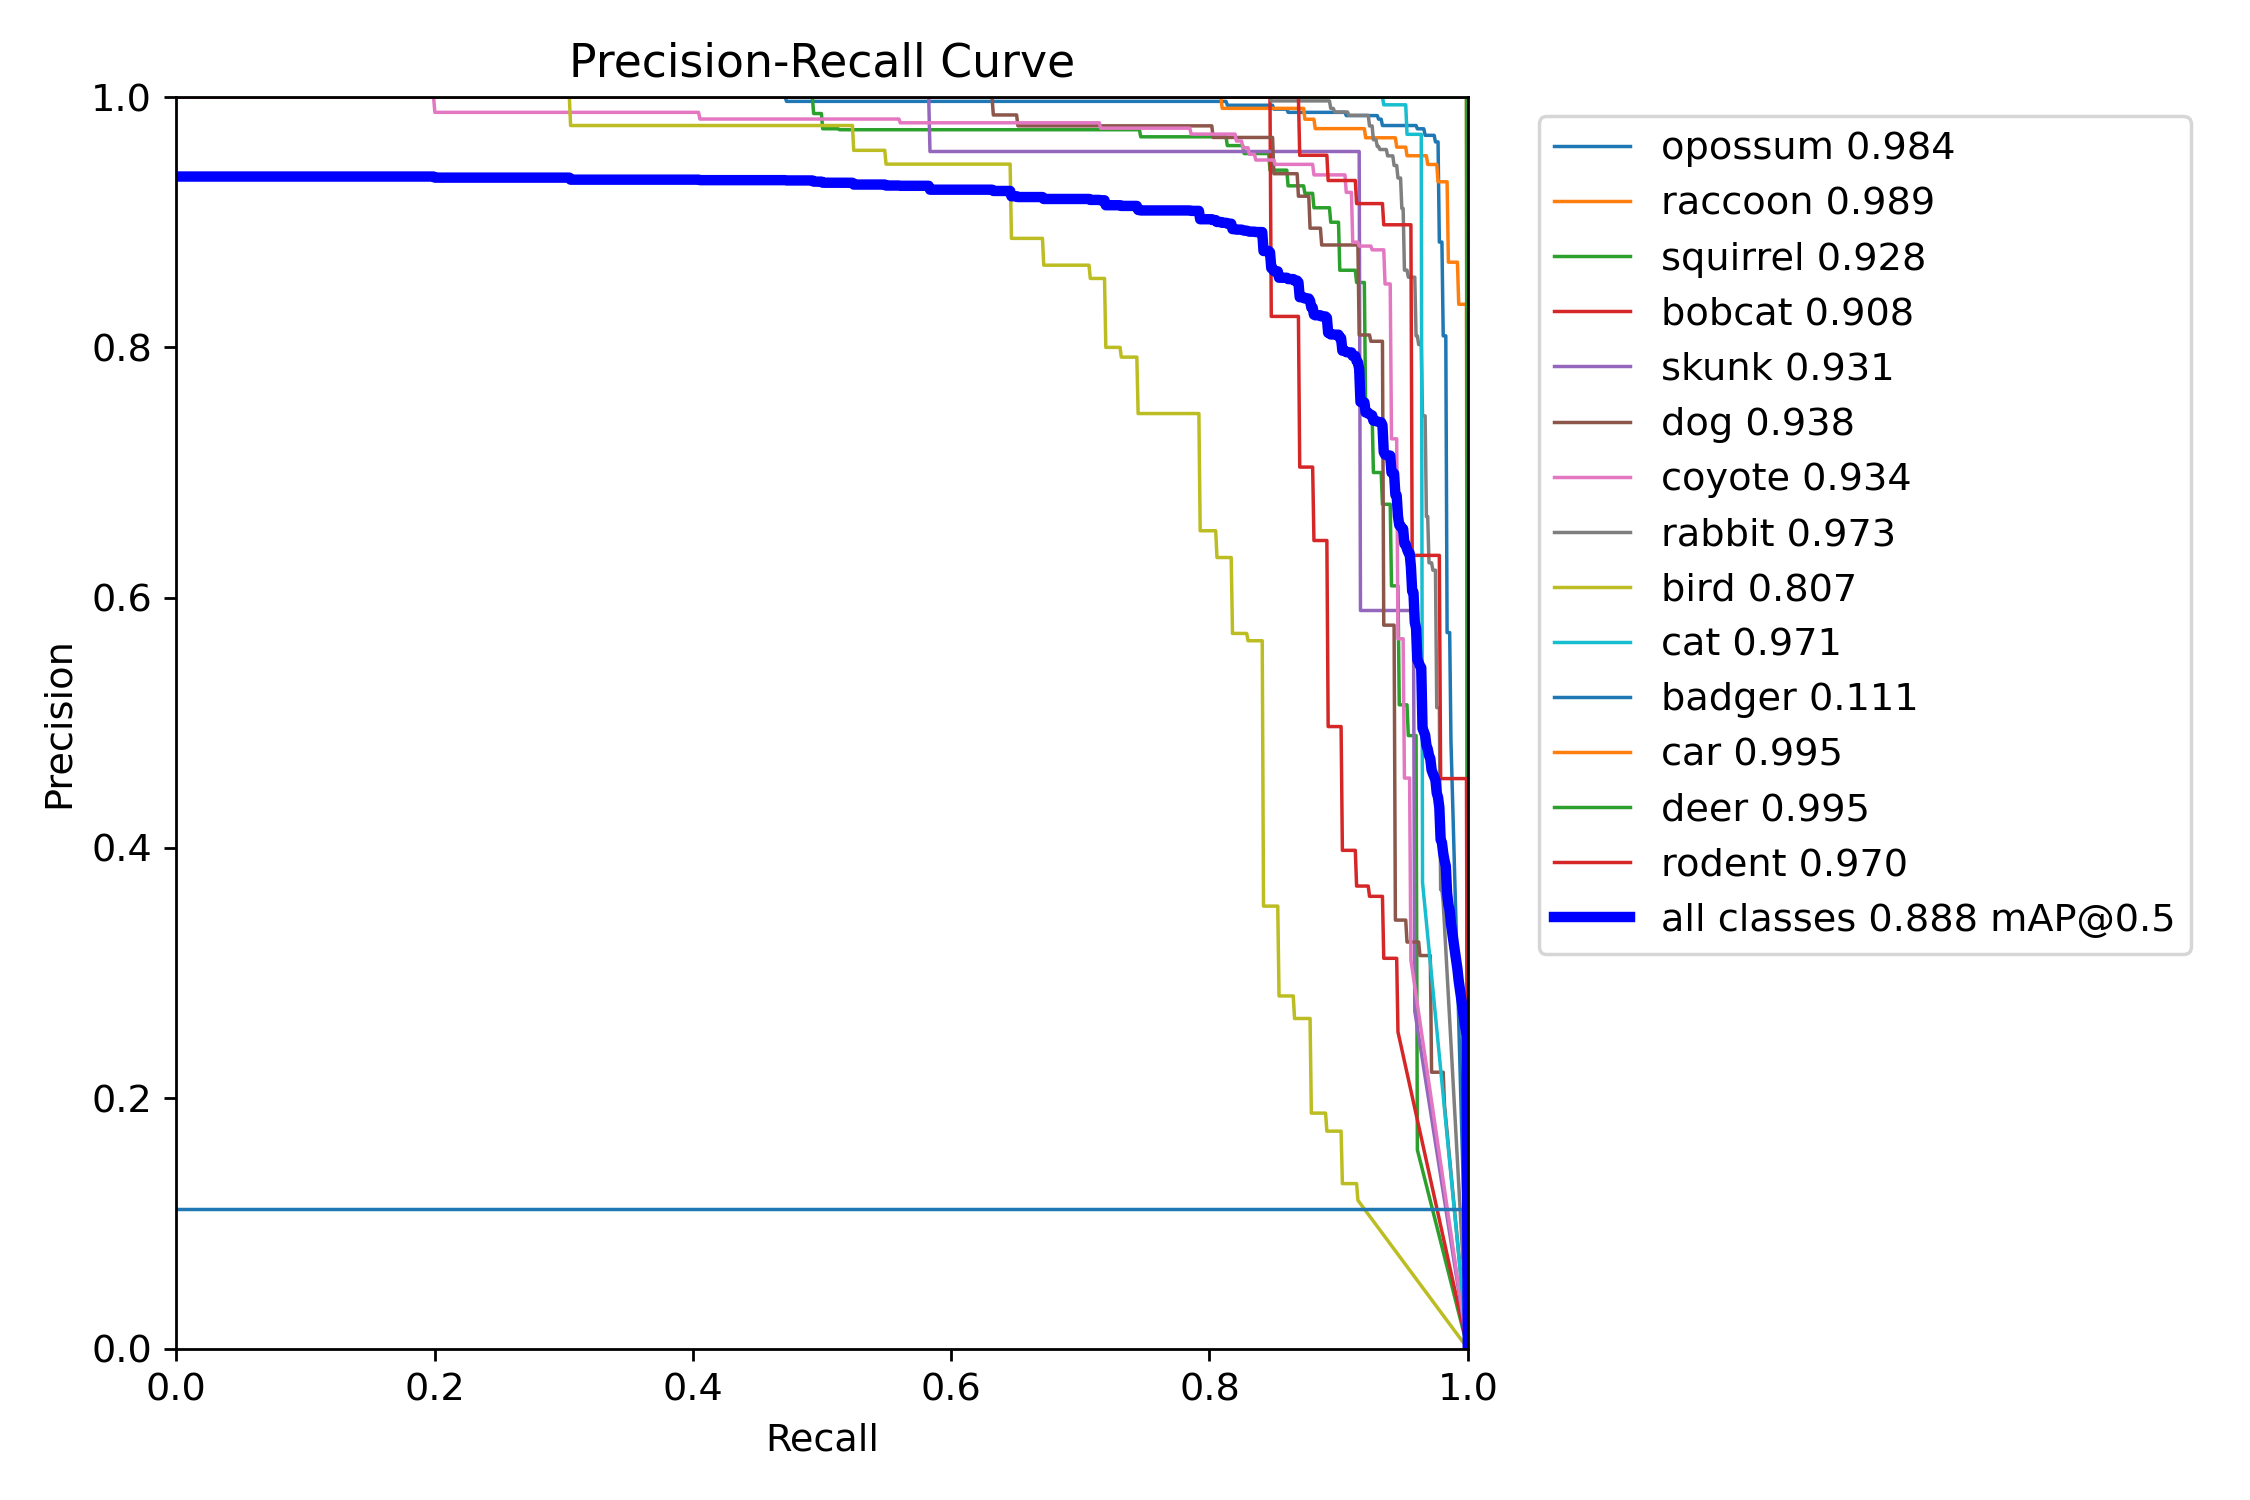 Precision-Recall Curve
1.0
0.8
0.6
0.4
0.2
0.0
Precision
0.0 0.2 0.4 0.6 0.8 1.0
Recall
opossum 0.984
raccoon 0.989
squirrel 0.928
bobcat 0.908
skunk 0.931
dog 0.938
coyote 0.934
rabbit 0.973
bird 0.807
cat 0.971
badger 0.111
car 0.995
deer 0.995
rodent 0.970
all classes 0.888 mAP@0.5